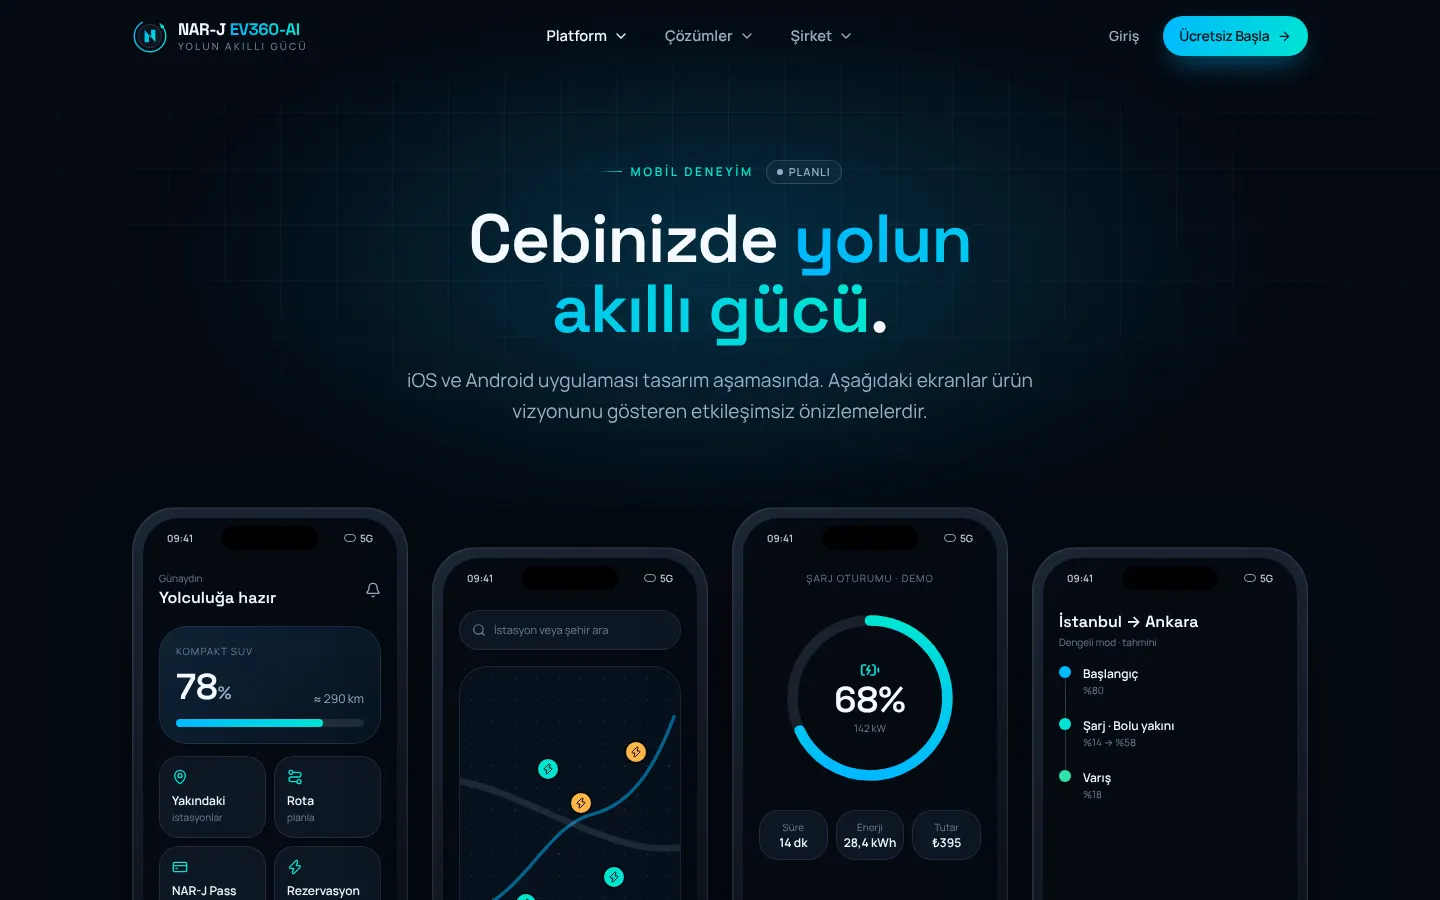 NAR-J EV360-AI
YOLUN AKILLI GÜCÜ
Platform
Çözümler
Şirket
Giriş
Ücretsiz Başla
MOBİL DENEYİM
PLANLI
Cebinizde yolun
akıllı gücü.
iOS ve Android uygulaması tasarım aşamasında. Aşağıdaki ekranlar ürün
vizyonunu gösteren etkileşimsiz önizlemelerdir.
09:41
5G
Günaydın
Yolculuğa hazır
KOMPAKT SUV
78%
≈ 290 km
Yakındaki
istasyonlar
Rota
planla
NAR-J Pass
Rezervasyon
09:41
5G
İstasyon veya şehir ara
09:41
5G
ŞARJ OTURUMU · DEMO
68%
142 kW
Süre
14 dk
Enerji
28,4 kWh
Tutar
₺395
09:41
5G
İstanbul → Ankara
Dengeli mod · tahmini
Başlangıç
%80
Şarj · Bolu yakını
%14 → %58
Varış
%18